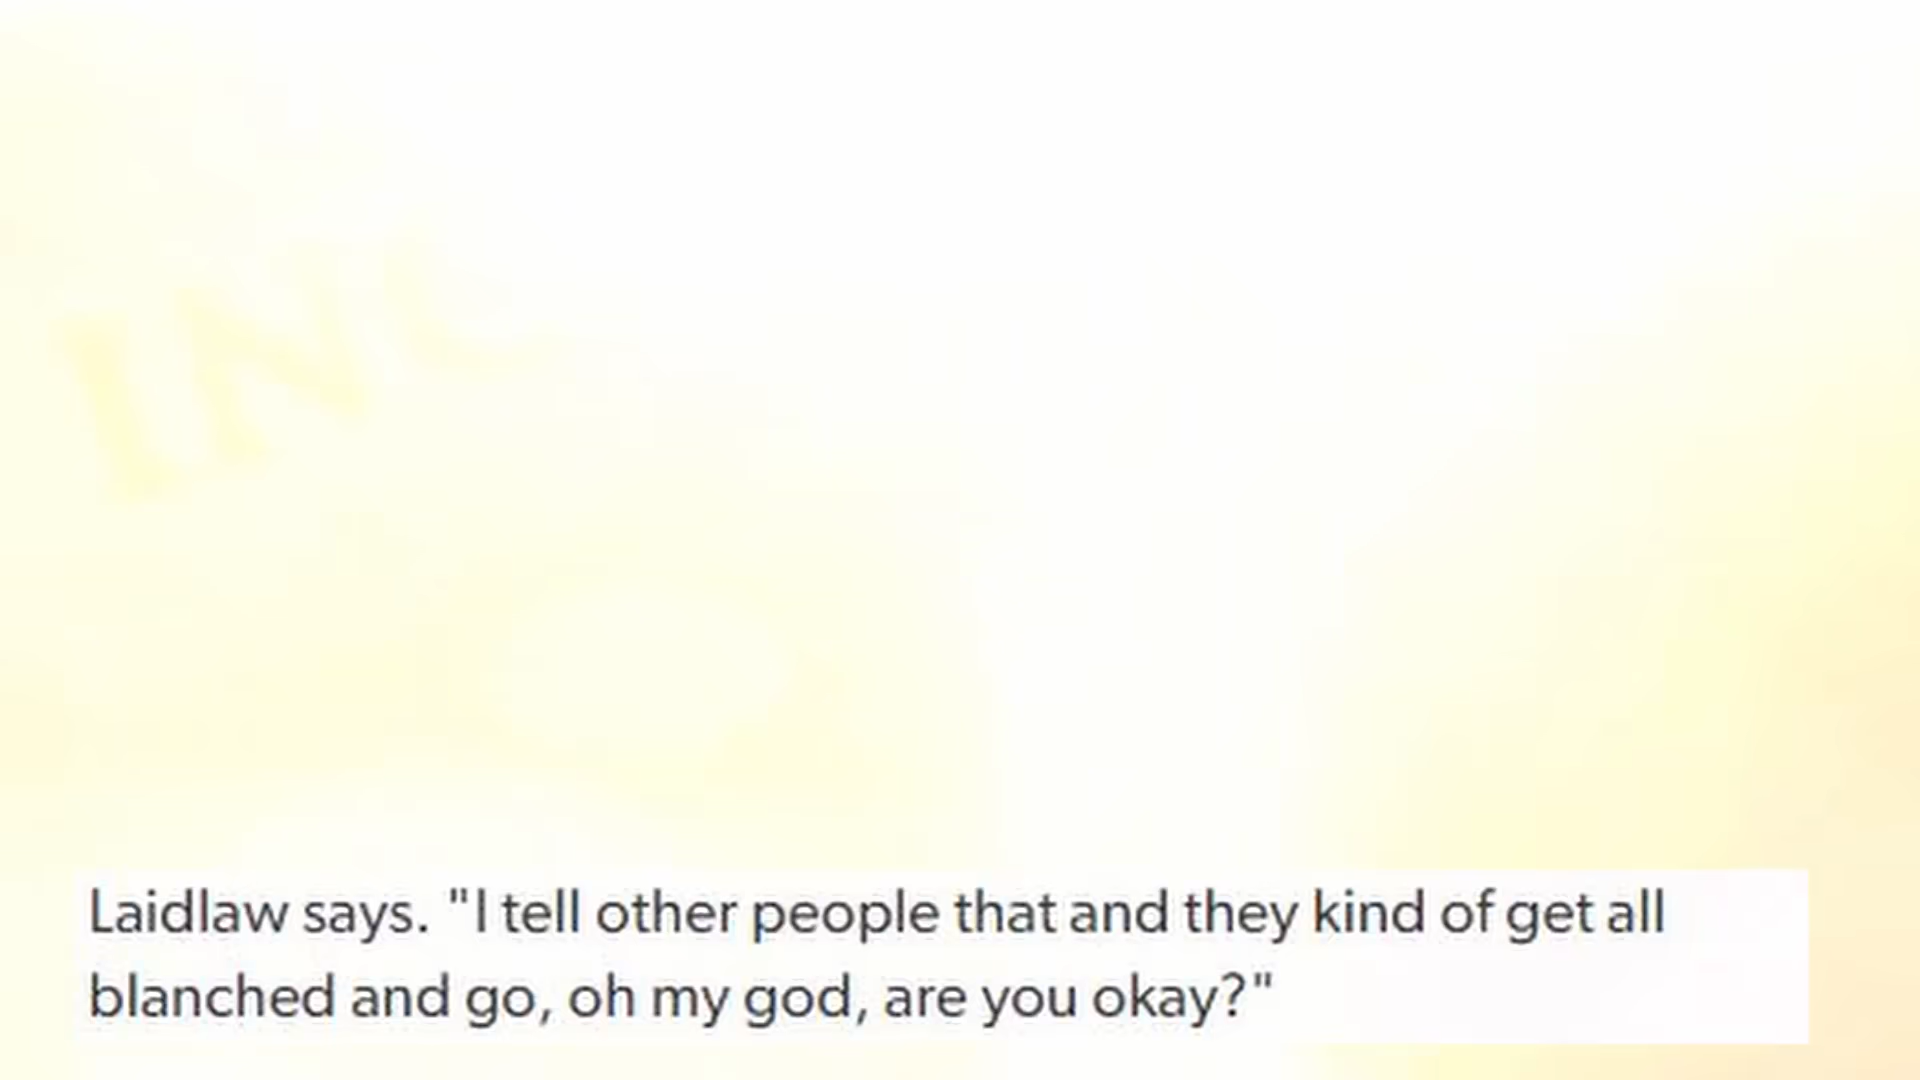 IN
Laidlaw says. "I tell other people that and they kind of get all
blanched and go, oh my god, are you okay?"